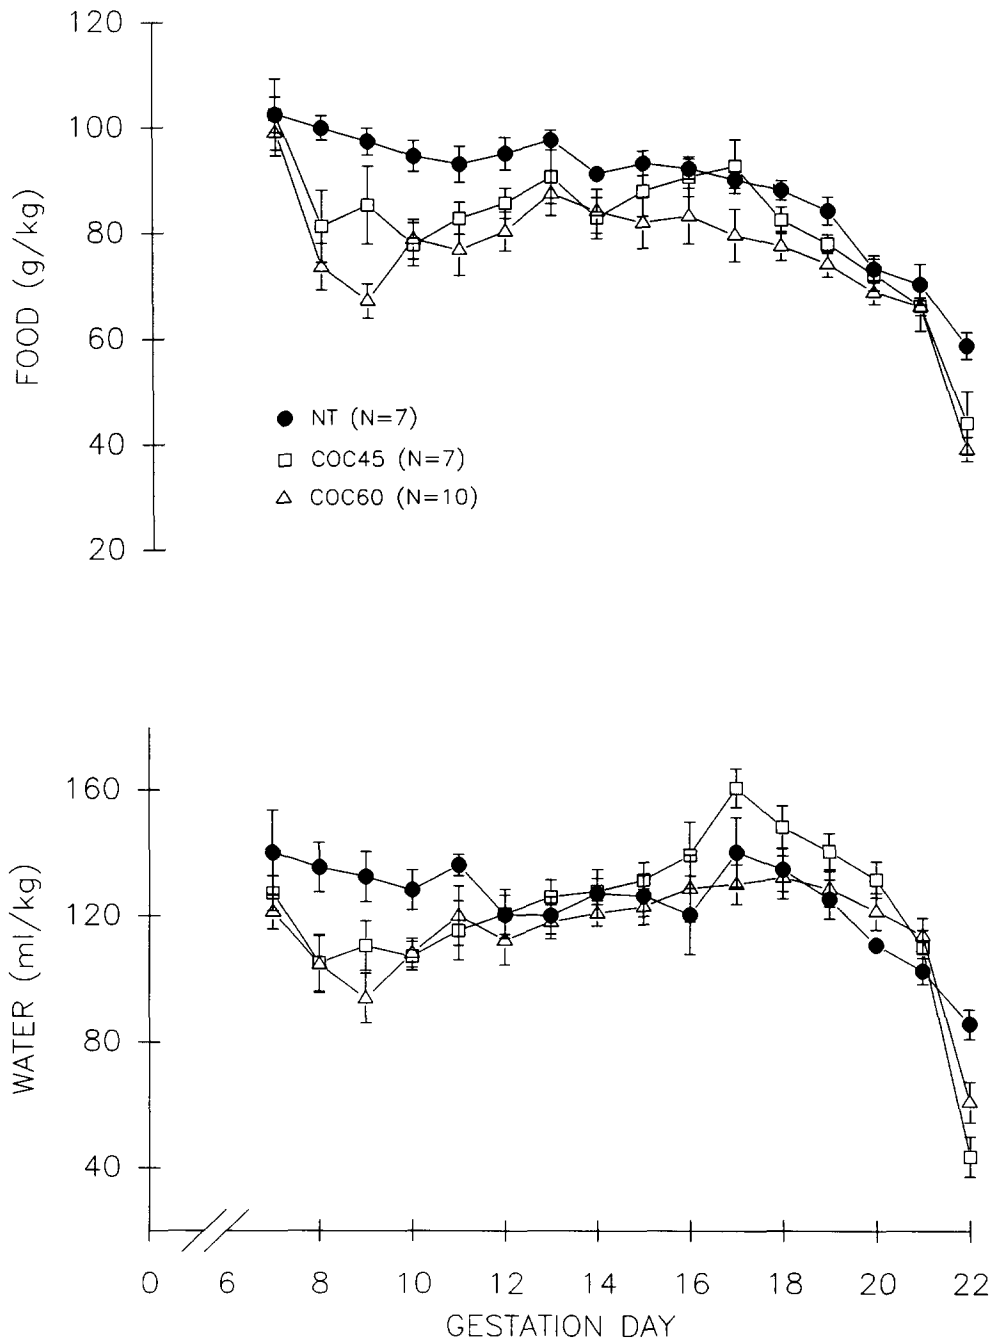 120
100
80
60
40
20
FOOD (g/kg)
NT (N=7)
COC45 (N=7)
COC60 (N=10)
160
120
80
40
WATER (ml/kg)
0 6 8 10 12 14 16 18 20 22
GESTATION DAY